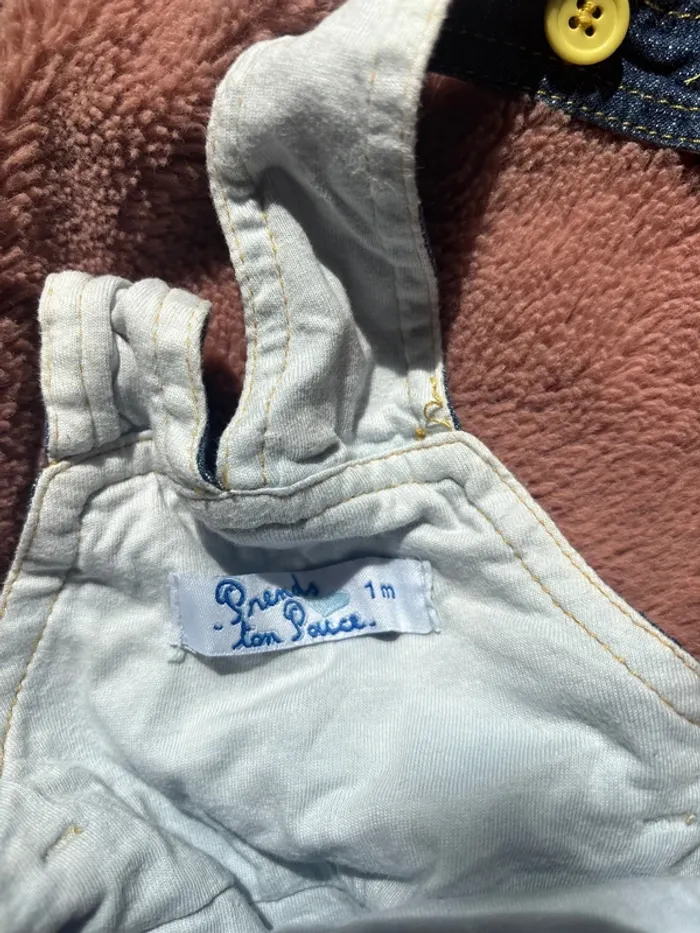 Prends 1 m
- ton Pouce.